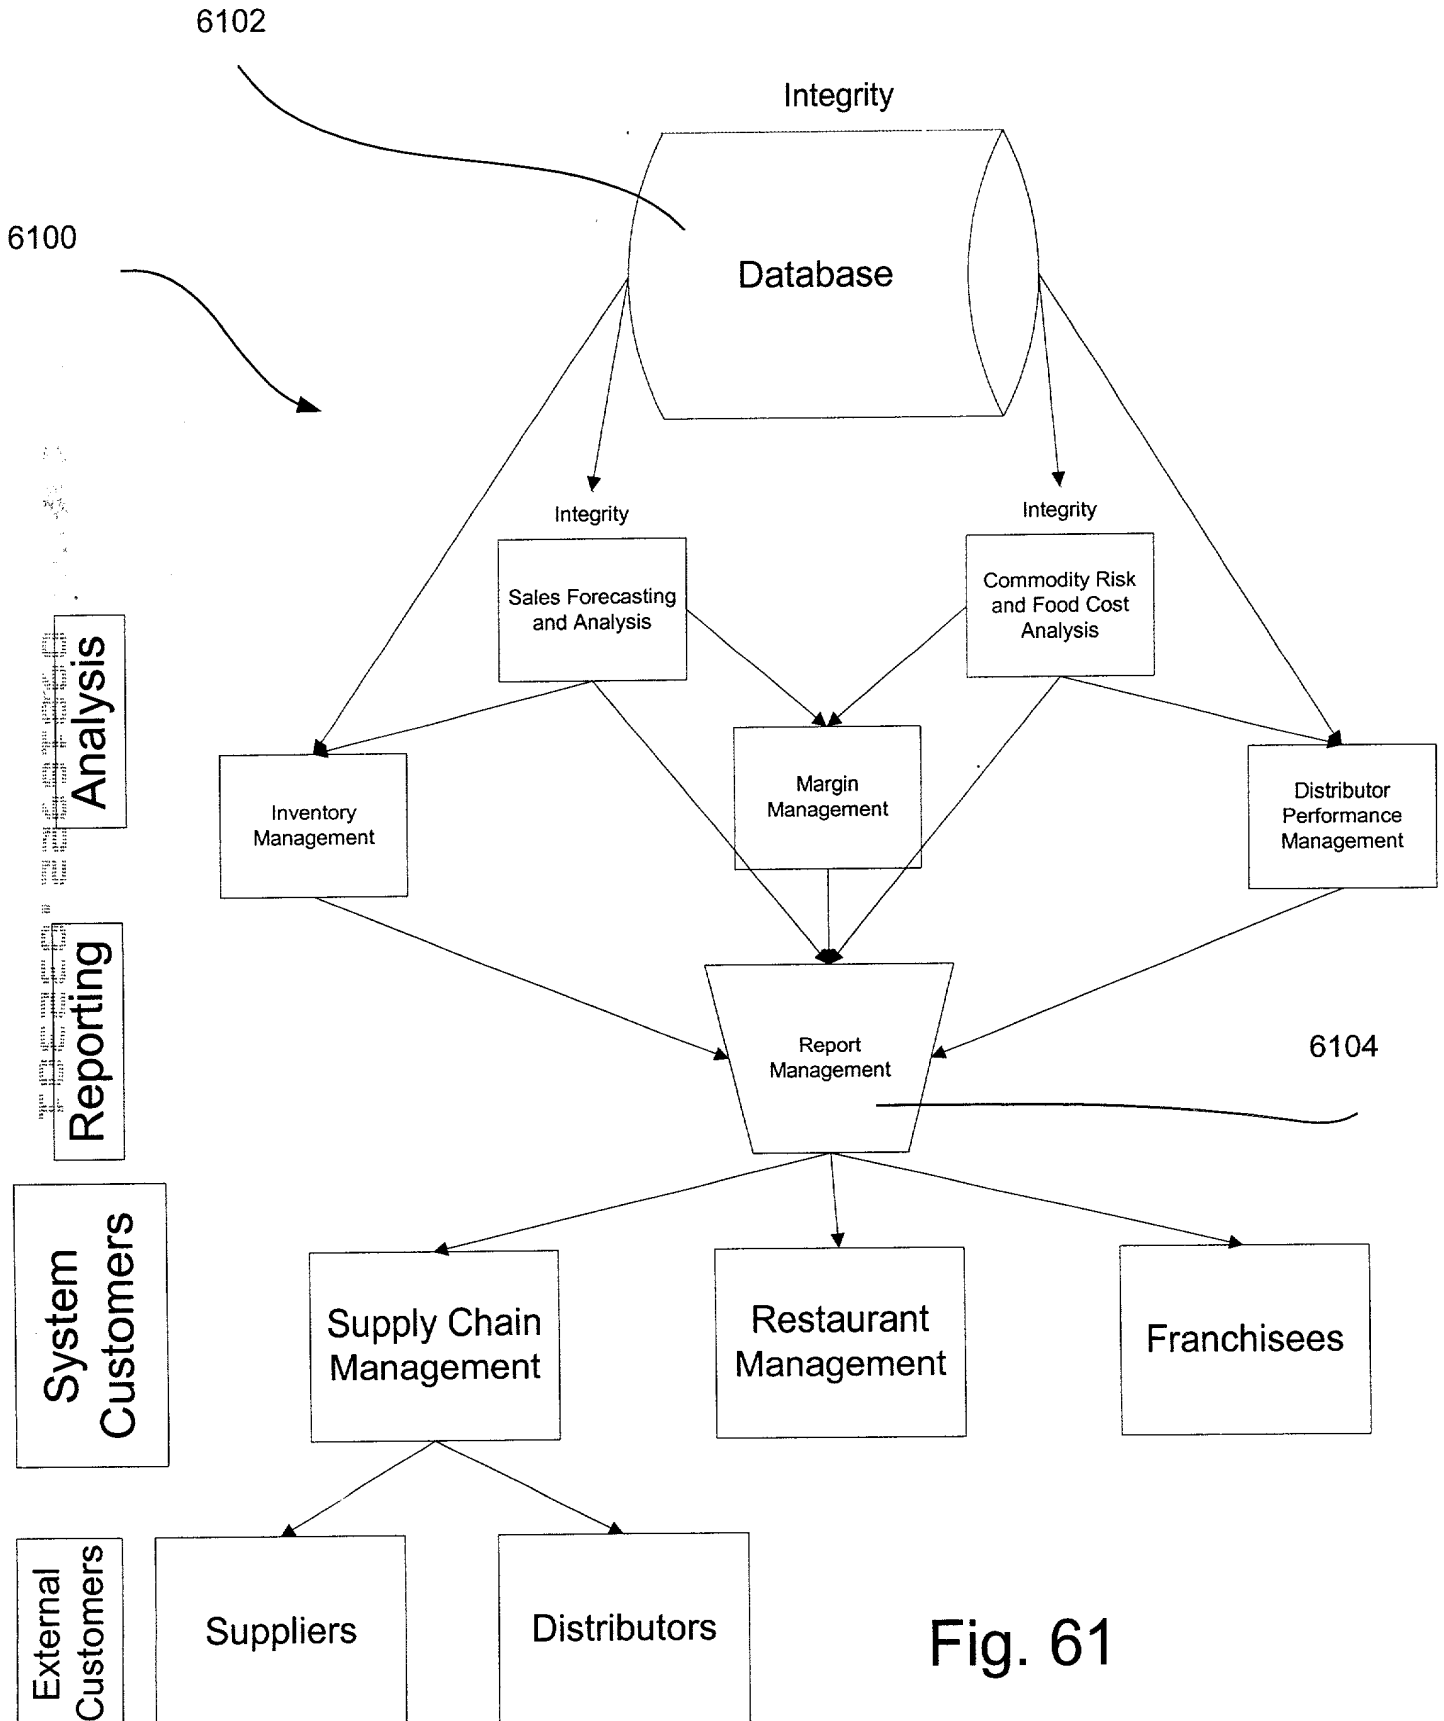 6102
Integrity
6100
Database
Integrity
Integrity
Sales Forecasting
and Analysis
Commodity Risk
and Food Cost
Analysis
Analysis
Inventory
Management
Margin
Management
Distributor
Performance
Management
Reporting
Report
Management
6104
System
Customers
Supply Chain
Management
Restaurant
Management
Franchisees
External
Customers
Suppliers
Distributors
Fig. 61